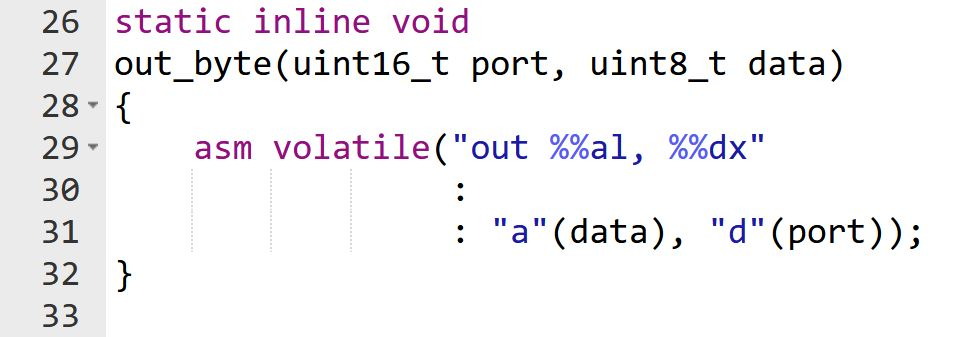 26 static inline void
27 out_byte(uint16_t port, uint8_t data)
28 {
29     asm volatile("out %%al, %%dx"
30                  :
31                  : "a"(data), "d"(port));
32 }
33